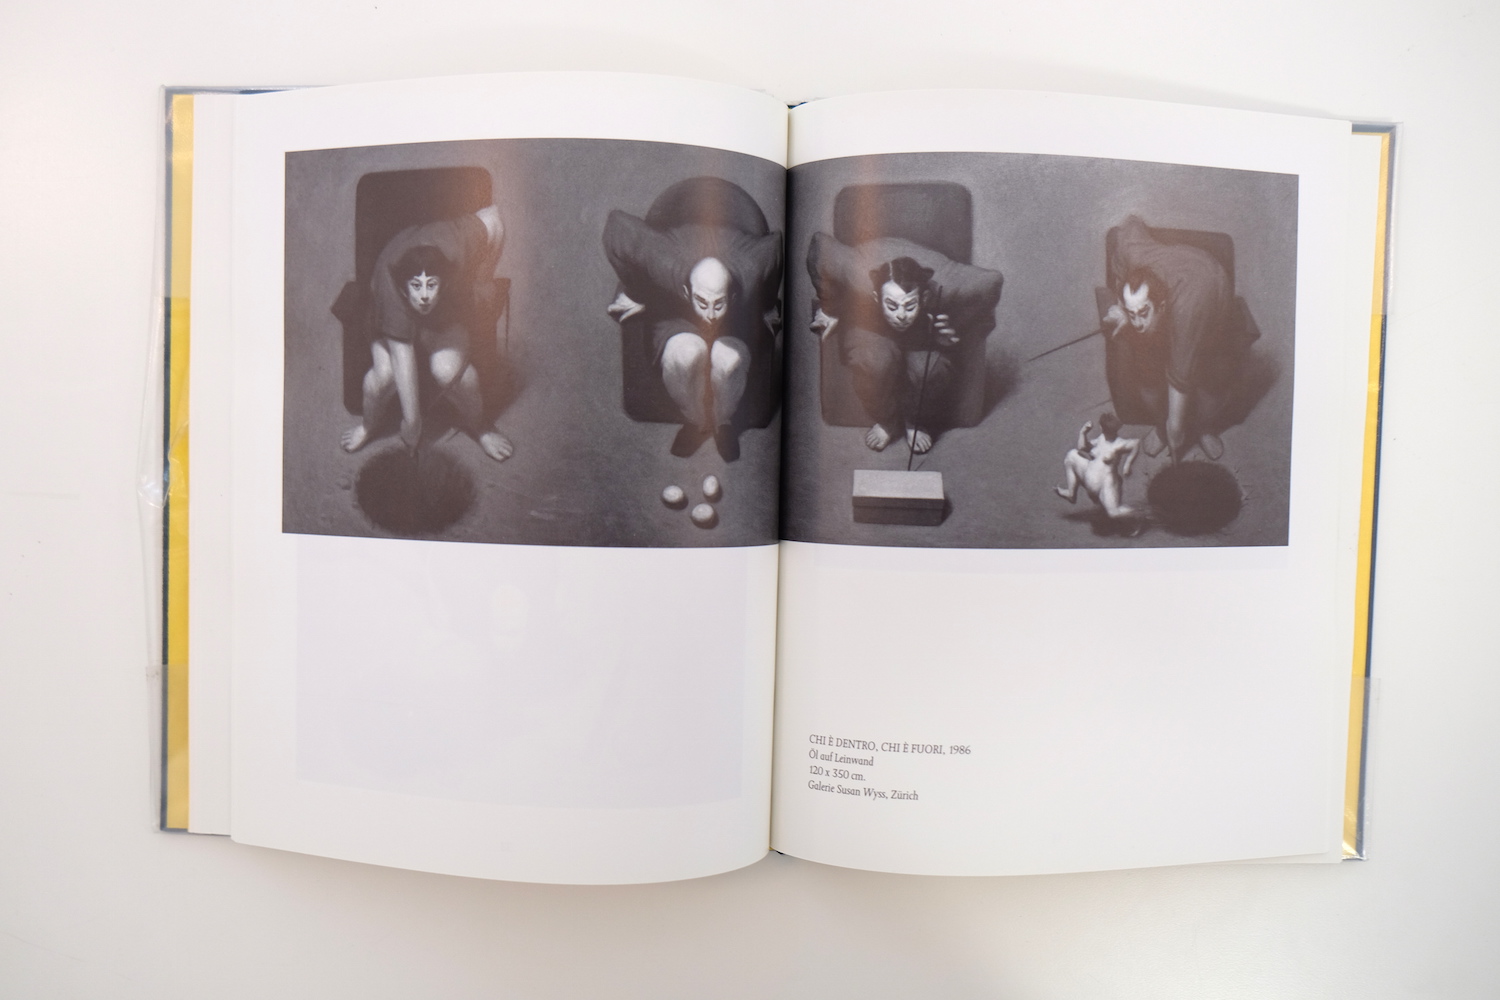 CHI È DENTRO, CHI È FUORI, 1986
Öl auf Leinwand
120 x 350 cm.
Galerie Susan Wyss, Zürich